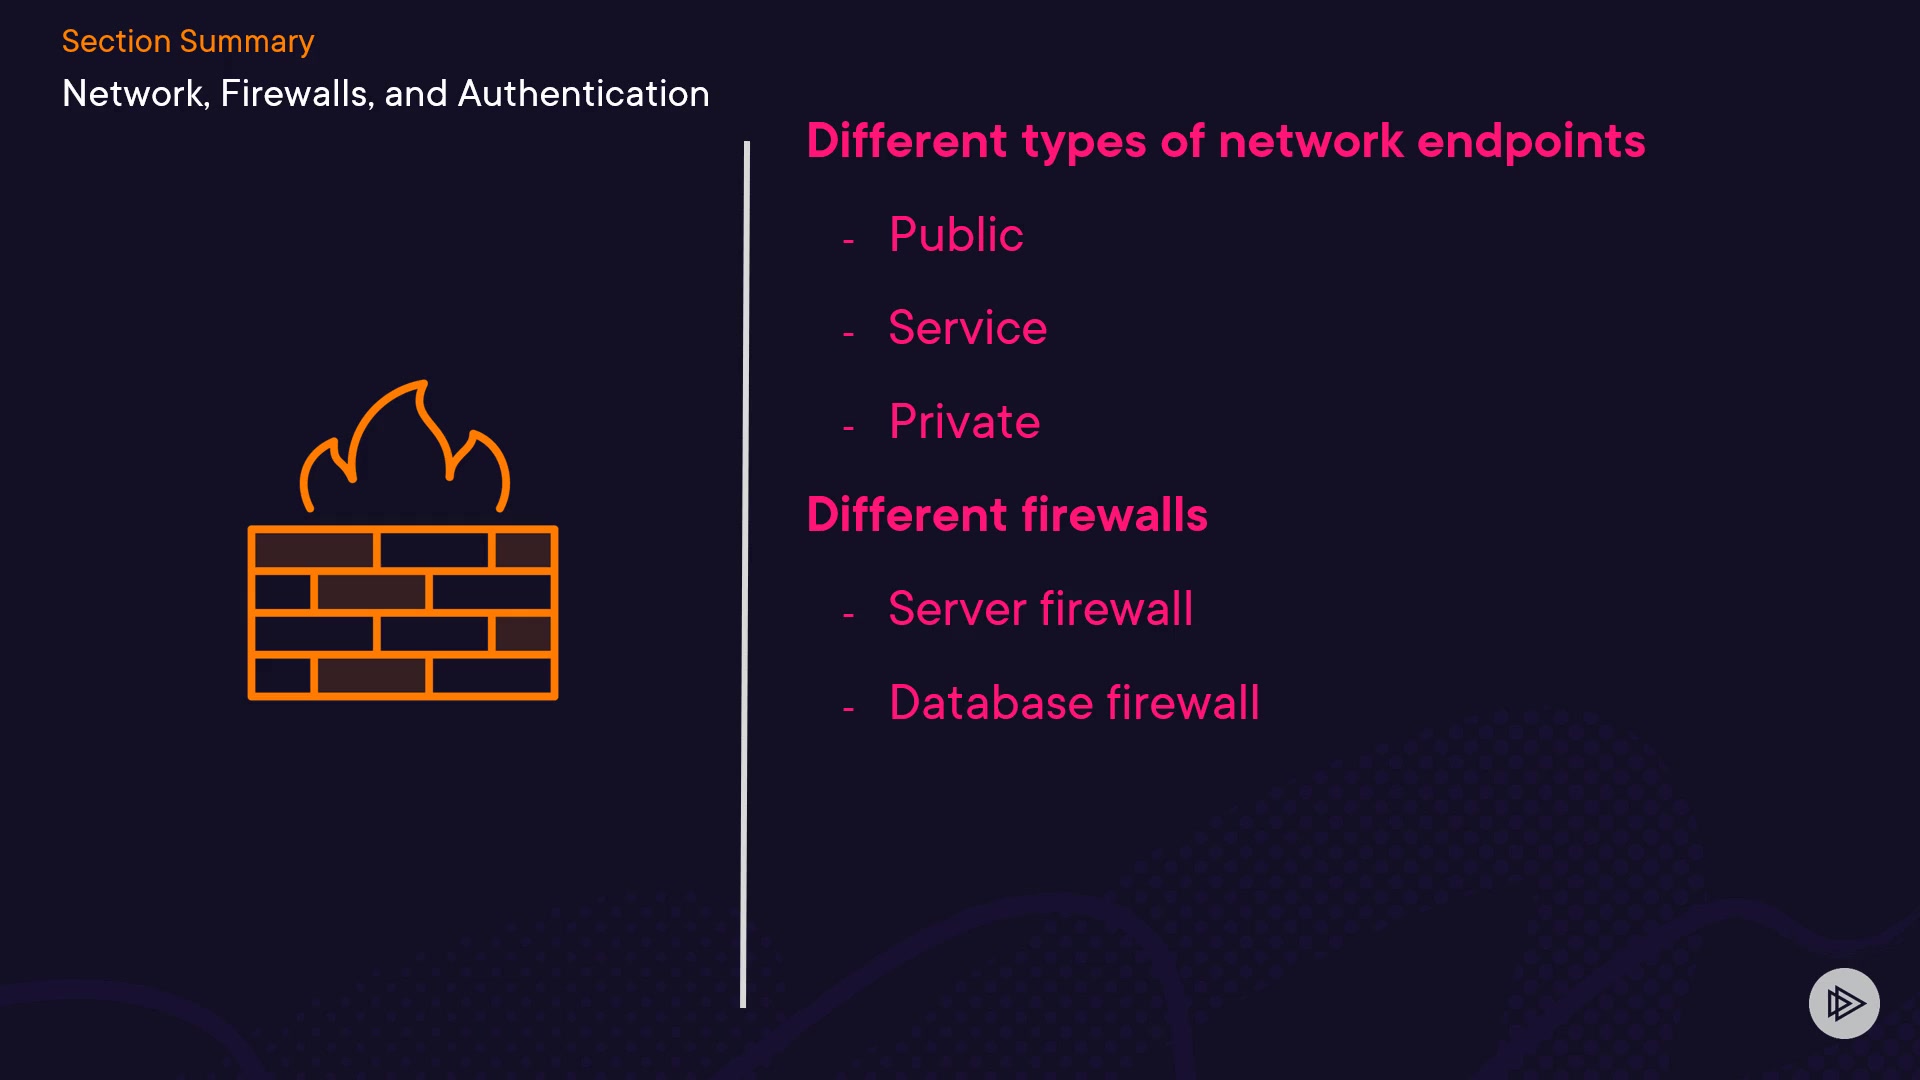 Section Summary
Network, Firewalls, and Authentication
Different types of network endpoints
- Public
- Service
- Private
Different firewalls
- Server firewall
- Database firewall